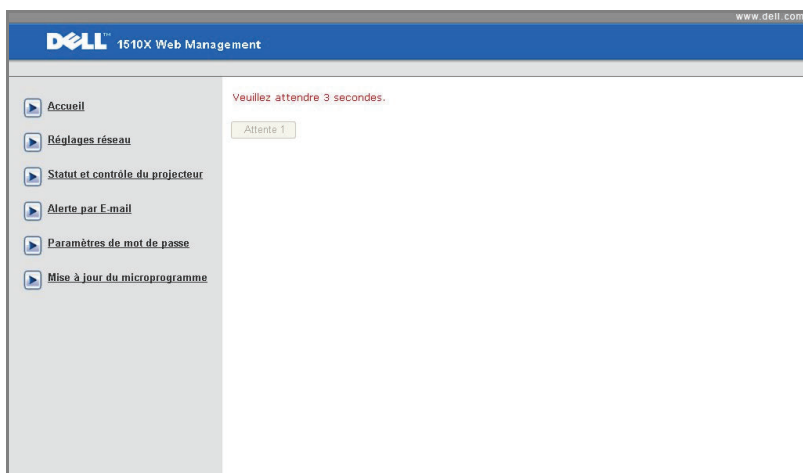 www.dell.com
DELL™ 1510X Web Management
Accueil
Réglages réseau
Statut et contrôle du projecteur
Alerte par E-mail
Paramètres de mot de passe
Mise à jour du microprogramme
Veuillez attendre 3 secondes.
Attente 1